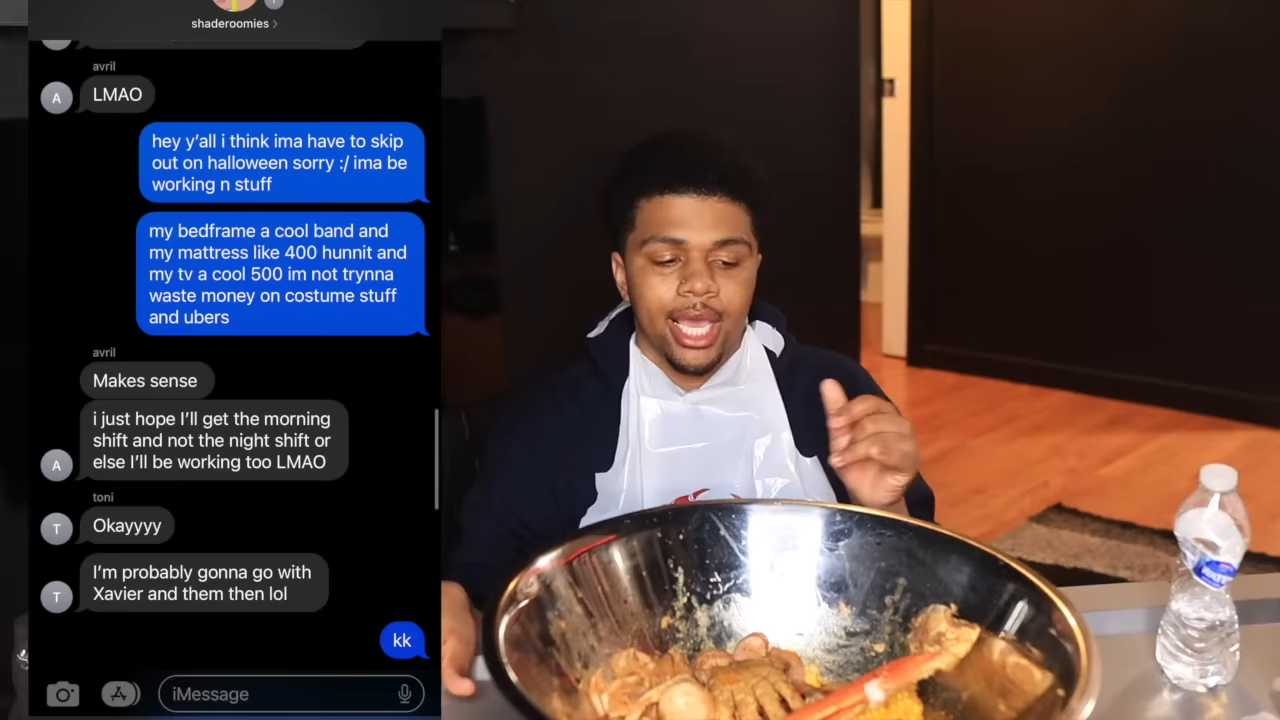 shaderoomies >
avril
A
LMAO
hey y'all i think ima have to skip
out on halloween sorry :/ ima be
working n stuff
my bedframe a cool band and
my mattress like 400 hunnit and
my tv a cool 500 im not trynna
waste money on costume stuff
and ubers
avril
Makes sense
i just hope I'll get the morning
shift and not the night shift or
else I'll be working too LMAO
A
toni
Okayyyy
T
I'm probably gonna go with
Xavier and them then lol
T
kk
iMessage